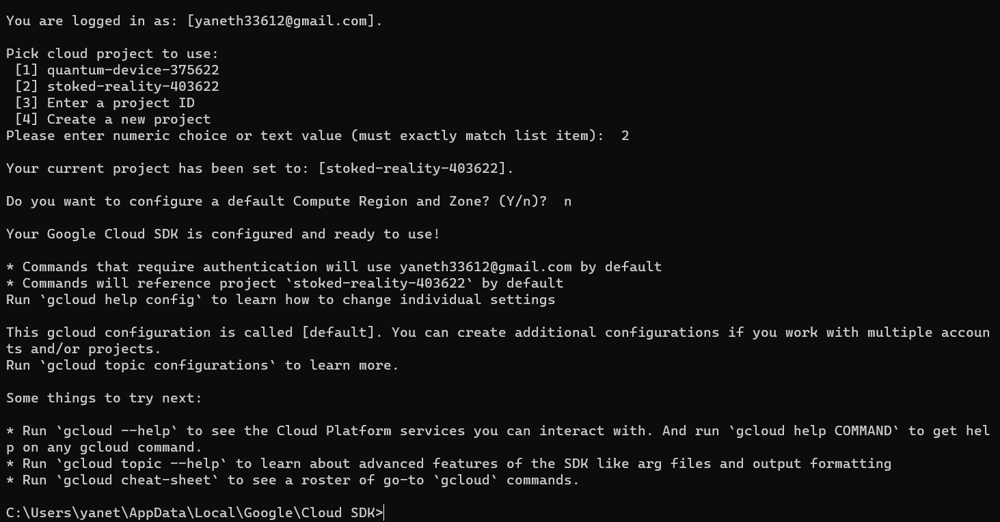 You are logged in as: [yaneth33612@gmail.com].
Pick cloud project to use:
[1] quantum-device-375622
[2] stoked-reality-403622
[3] Enter a project ID
[4] Create a new project
Please enter numeric choice or text value (must exactly match list item):  2
Your current project has been set to: [stoked-reality-403622].
Do you want to configure a default Compute Region and Zone? (Y/n)?  n
Your Google Cloud SDK is configured and ready to use!
* Commands that require authentication will use yaneth33612@gmail.com by default
* Commands will reference project `stoked-reality-403622` by default
Run `gcloud help config` to learn how to change individual settings
This gcloud configuration is called [default]. You can create additional configurations if you work with multiple accoun
ts and/or projects.
Run `gcloud topic configurations` to learn more.
Some things to try next:
* Run `gcloud --help` to see the Cloud Platform services you can interact with. And run `gcloud help COMMAND` to get hel
p on any gcloud command.
* Run `gcloud topic --help` to learn about advanced features of the SDK like arg files and output formatting
* Run `gcloud cheat-sheet` to see a roster of go-to `gcloud` commands.
C:\Users\yanet\AppData\Local\Google\Cloud SDK>